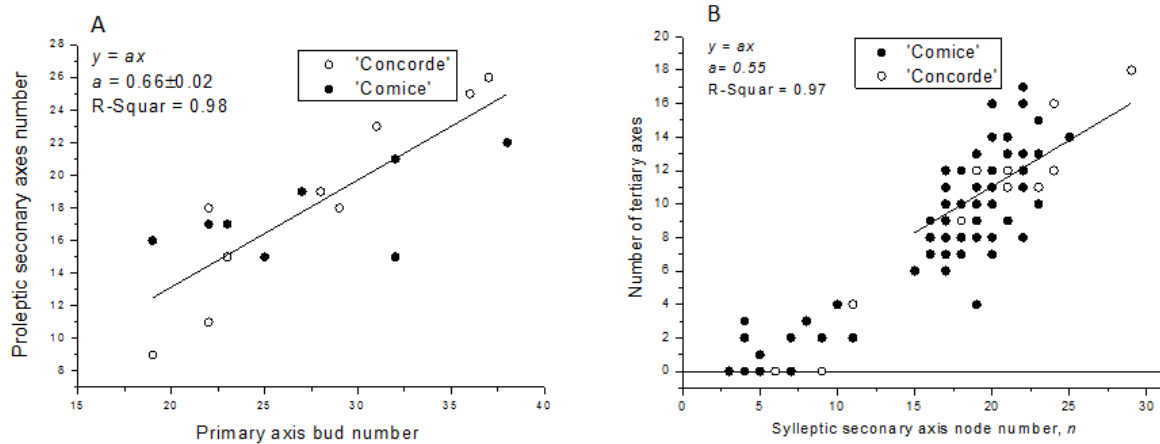 A
y = ax
a = 0.66±0.02
R-Squar = 0.98
'Concorde'
'Comice'
28
26
24
22
20
18
16
14
12
10
8
Proleptic seconary axes number
15
20
25
30
35
40
Primary axis bud number
B
y = ax
a= 0.55
R-Squar = 0.97
'Comice'
'Concorde'
20
18
16
14
12
10
8
6
4
2
0
Number of tertiary axes
0
5
10
15
20
25
30
Sylleptic seconary axis node number, n